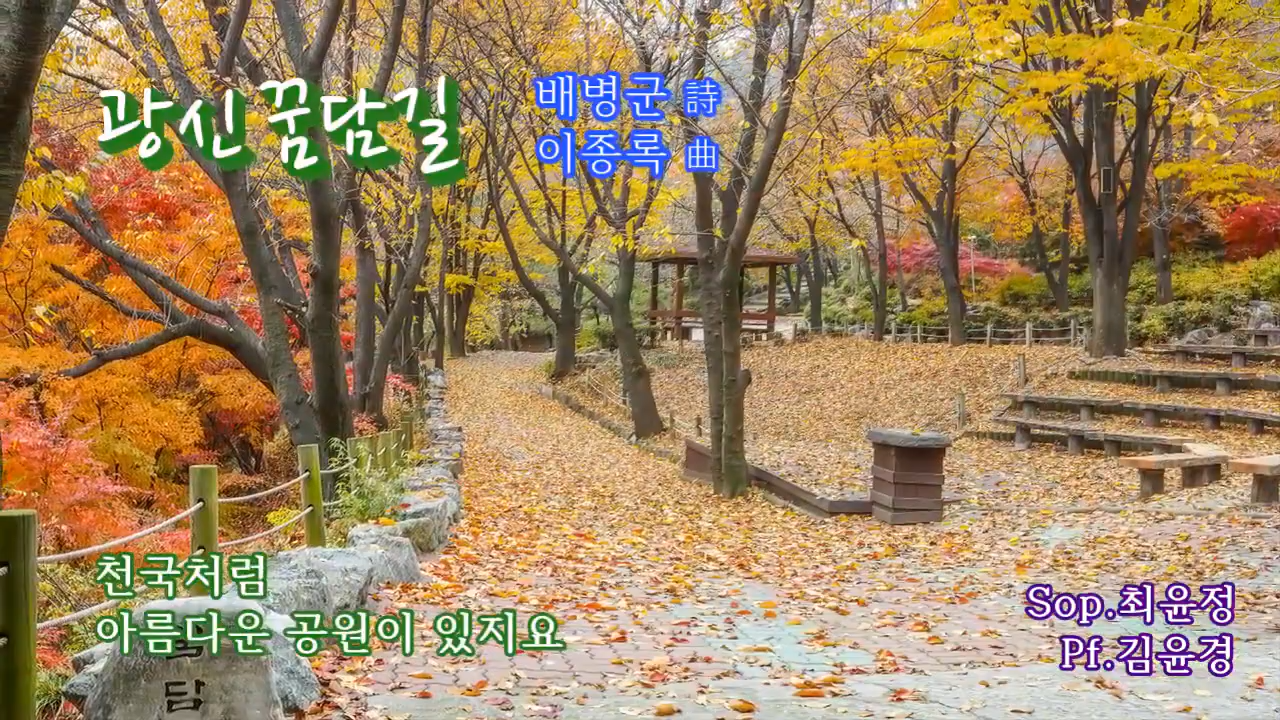 광신 꿈담길
배병군 詩
이종록 曲
천국처럼
아름다운 공원이 있지요
담
Sop.최윤정
Pf.김윤경